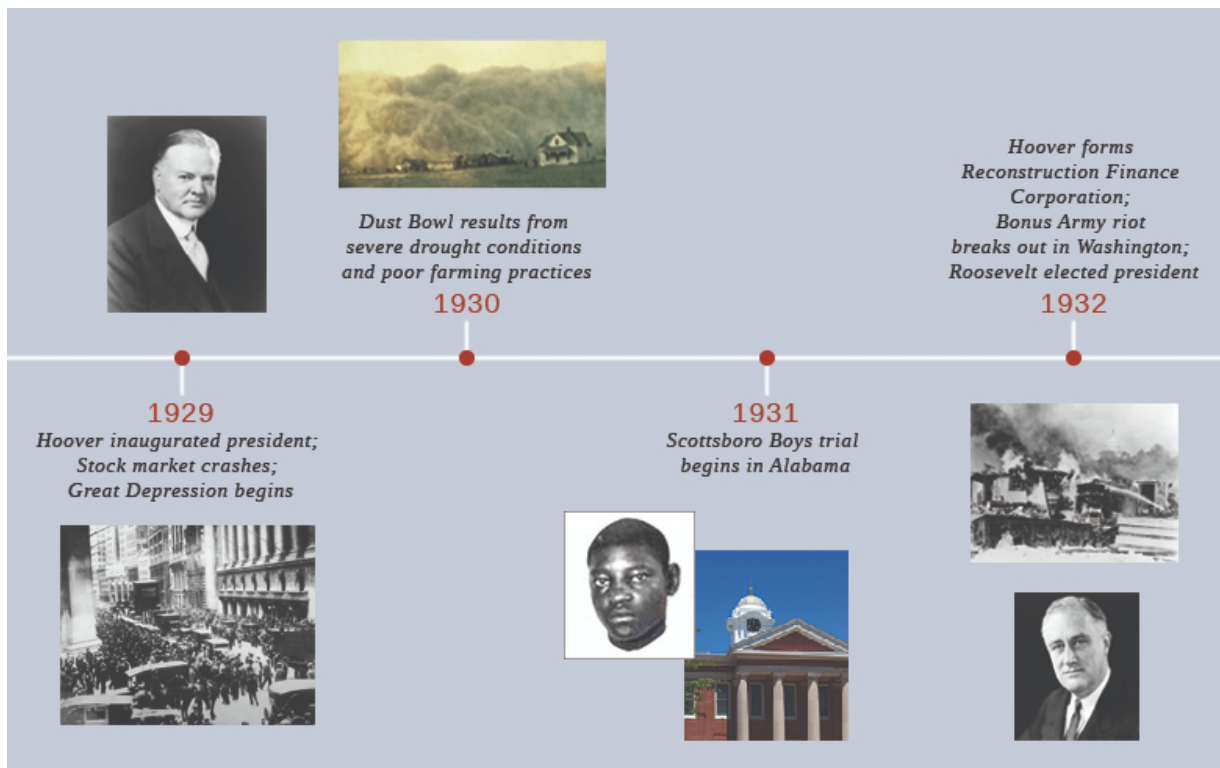 1929
Hoover inaugurated president;
Stock market crashes;
Great Depression begins
Dust Bowl results from
severe drought conditions
and poor farming practices
1930
1931
Scottsboro Boys trial
begins in Alabama
Hoover forms
Reconstruction Finance
Corporation;
Bonus Army riot
breaks out in Washington;
Roosevelt elected president
1932